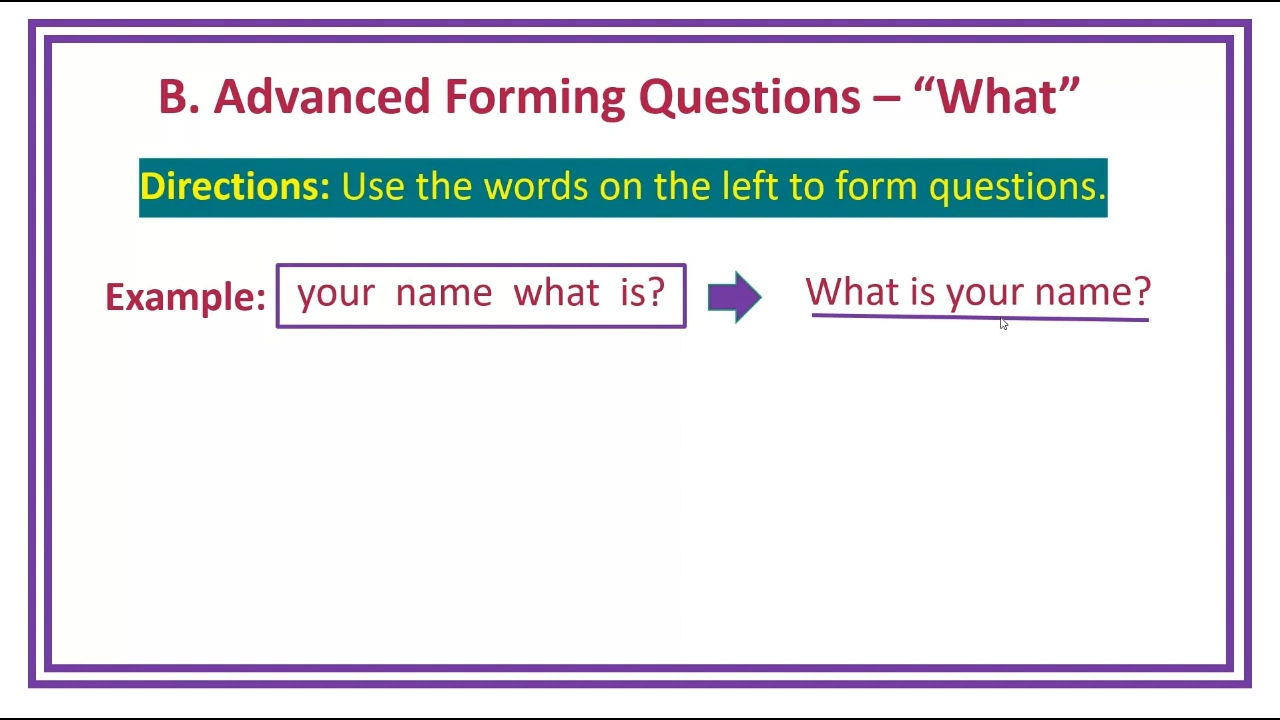 B. Advanced Forming Questions – “What”
Directions: Use the words on the left to form questions.
Example: your name what is? What is your name?